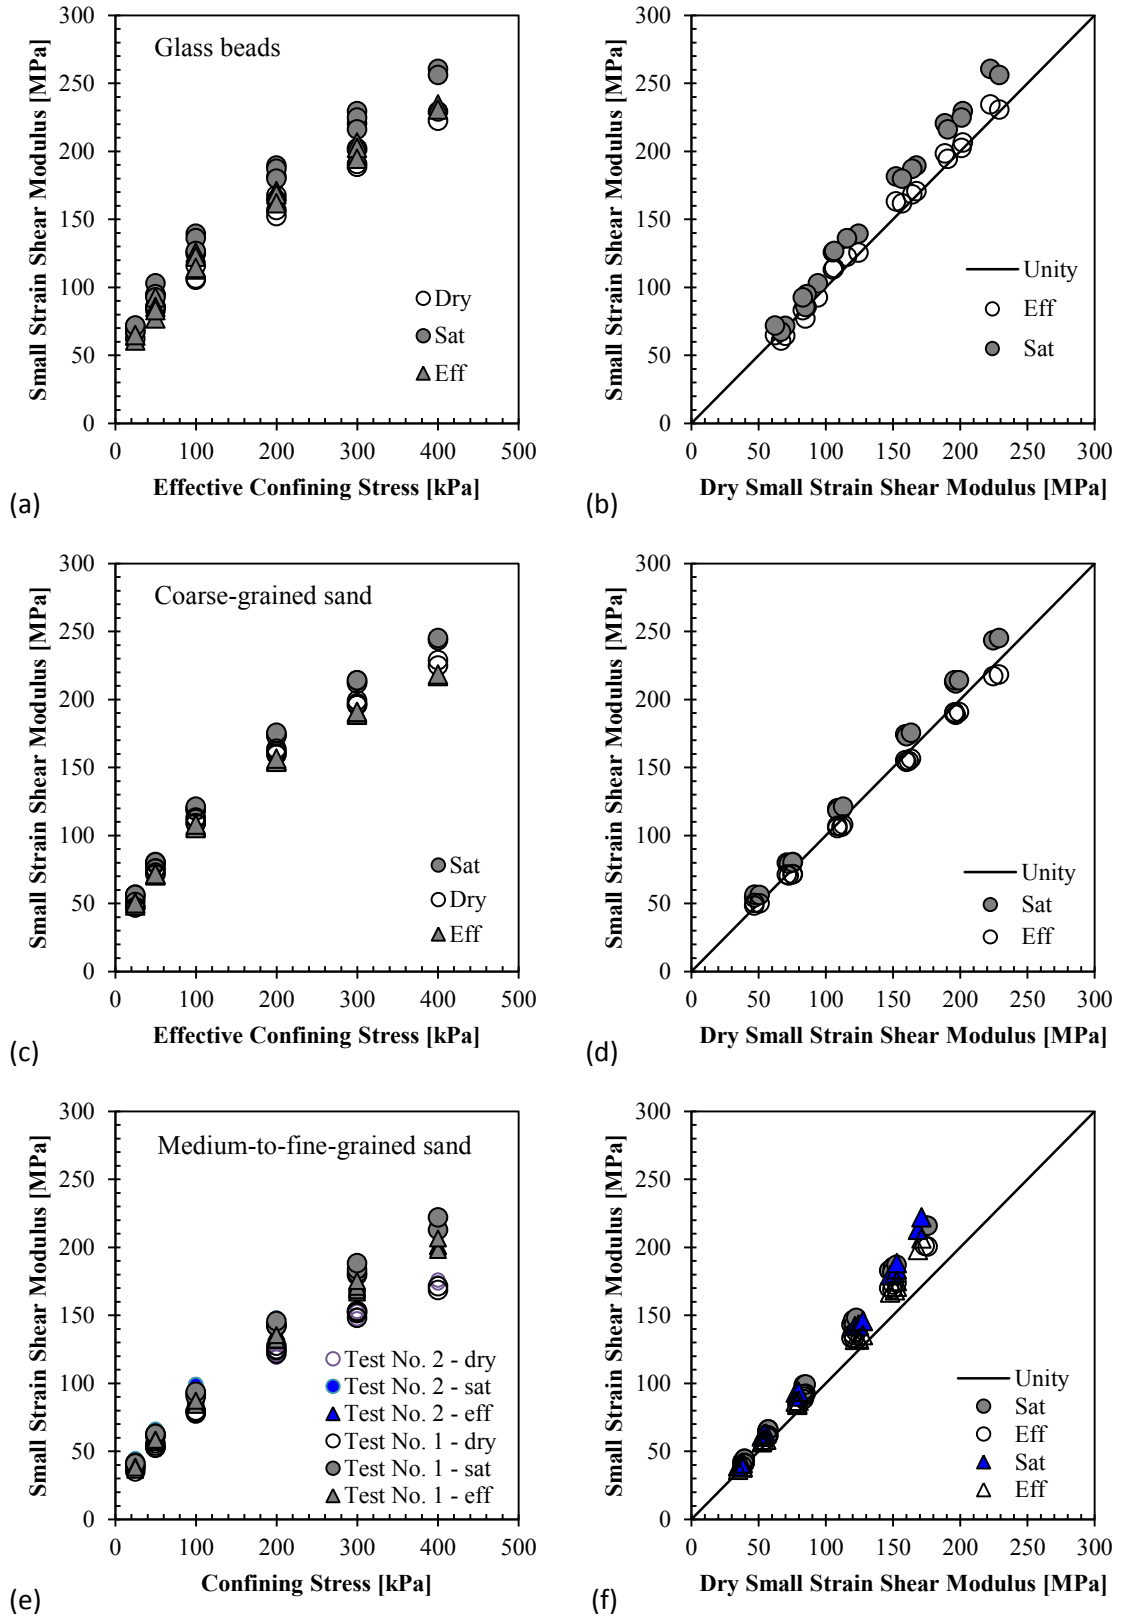 Glass beads
Small Strain Shear Modulus [MPa]
300
250
200
150
100
50
0
Dry
Sat
Eff
0 100 200 300 400 500
Effective Confining Stress [kPa]
(a)
Small Strain Shear Modulus [MPa]
300
250
200
150
100
50
0
Unity
Eff
Sat
0 50 100 150 200 250 300
Dry Small Strain Shear Modulus [MPa]
(b)
Coarse-grained sand
Small Strain Shear Modulus [MPa]
300
250
200
150
100
50
0
Sat
Dry
Eff
0 100 200 300 400 500
Effective Confining Stress [kPa]
(c)
Small Strain Shear Modulus [MPa]
300
250
200
150
100
50
0
Unity
Sat
Eff
0 50 100 150 200 250 300
Dry Small Strain Shear Modulus [MPa]
(d)
Medium-to-fine-grained sand
Small Strain Shear Modulus [MPa]
300
250
200
150
100
50
0
Test No. 2 - dry
Test No. 2 - sat
Test No. 2 - eff
Test No. 1 - dry
Test No. 1 - sat
Test No. 1 - eff
0 100 200 300 400 500
Confining Stress [kPa]
(e)
Small Strain Shear Modulus [MPa]
300
250
200
150
100
50
0
Unity
Sat
Eff
Sat
Eff
0 50 100 150 200 250 300
Dry Small Strain Shear Modulus [MPa]
(f)